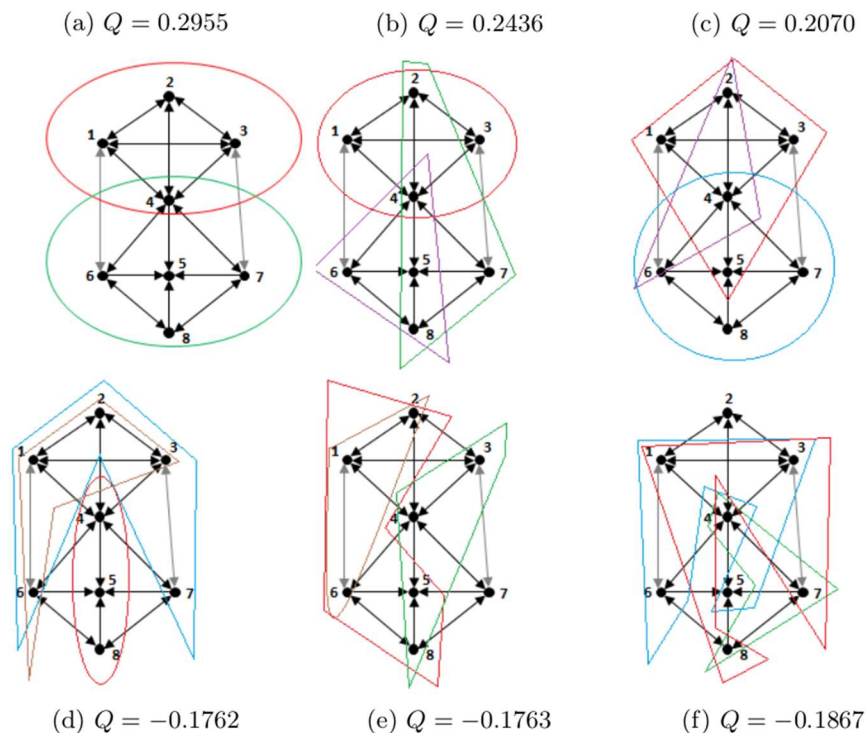 (a) Q = 0.2955 (b) Q = 0.2436 (c) Q = 0.2070
2 2 2
1 3 1 3 1 3
4 4 4
6 5 7 6 5 7 6 5 7
8 8 8
2 2 2
1 3 1 3 1 3
4 4 4
6 5 7 6 5 7 6 5 7
8 8 8
(d) Q = −0.1762 (e) Q = −0.1763 (f) Q = −0.1867